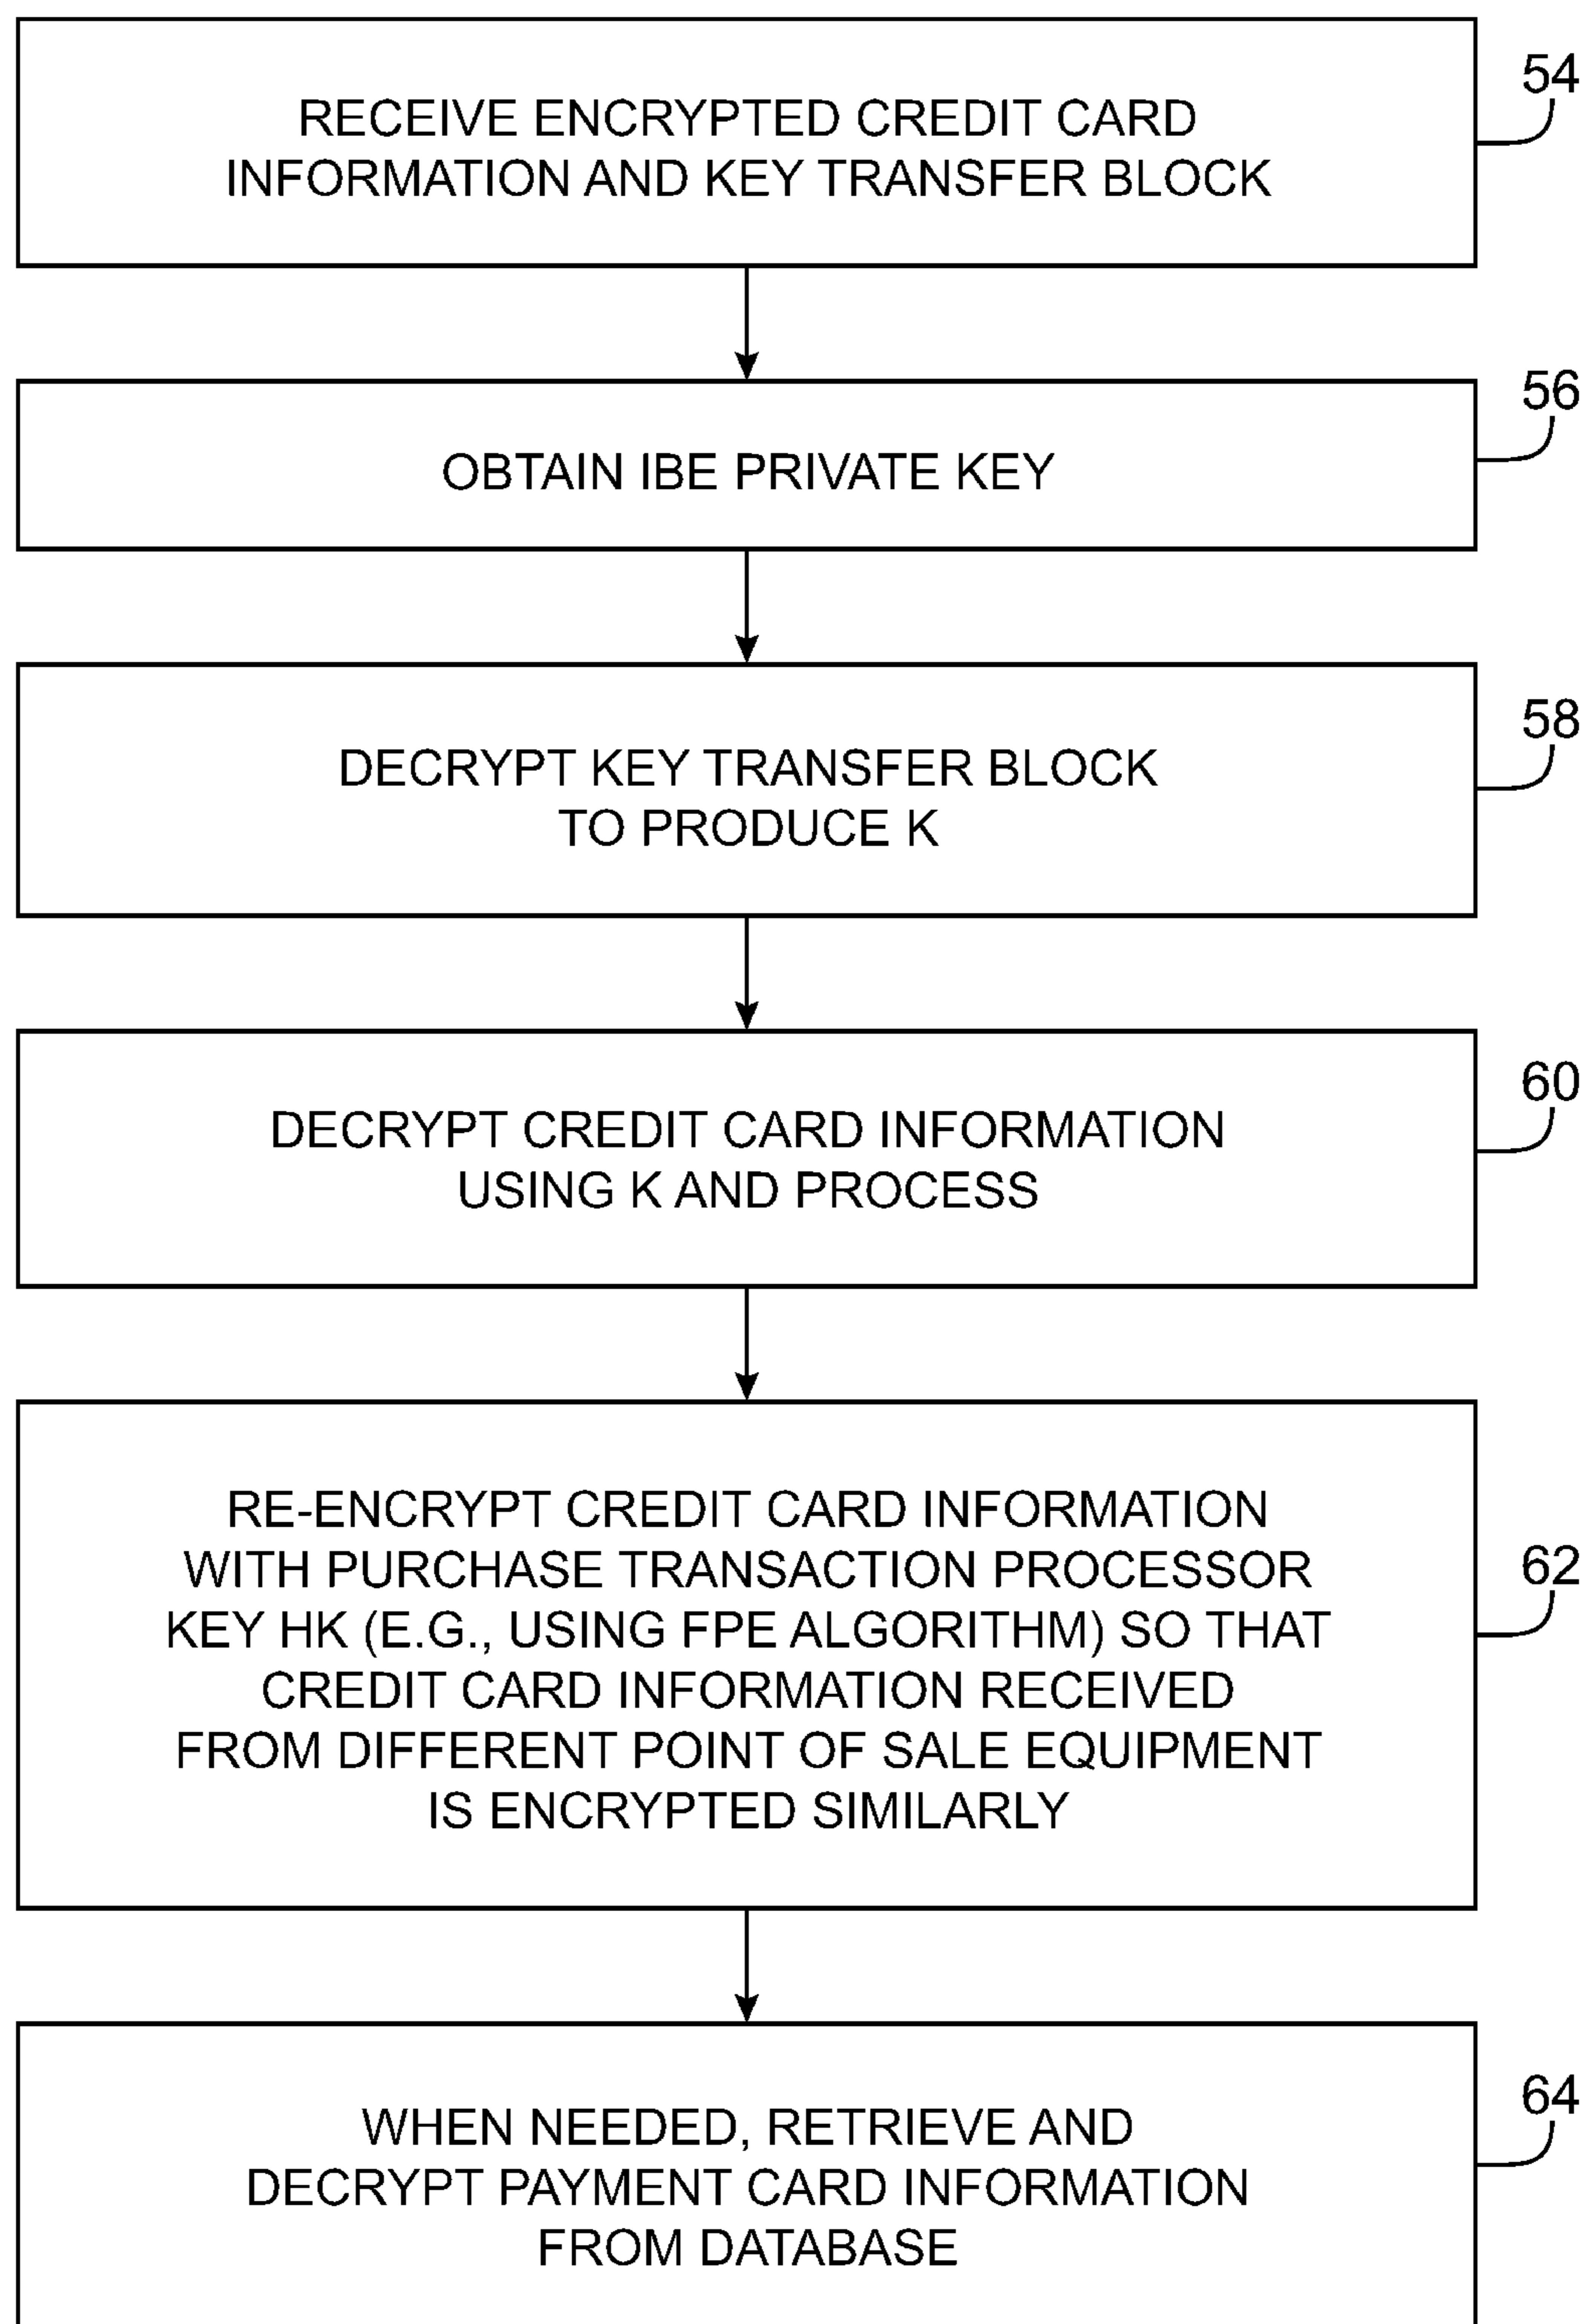 54
RECEIVE ENCRYPTED CREDIT CARD
INFORMATION AND KEY TRANSFER BLOCK
56
OBTAIN IBE PRIVATE KEY
58
DECRYPT KEY TRANSFER BLOCK
TO PRODUCE K
60
DECRYPT CREDIT CARD INFORMATION
USING K AND PROCESS
RE-ENCRYPT CREDIT CARD INFORMATION
WITH PURCHASE TRANSACTION PROCESSOR
62
KEY HK (E.G., USING FPE ALGORITHM) SO THAT
CREDIT CARD INFORMATION RECEIVED
FROM DIFFERENT POINT OF SALE EQUIPMENT
IS ENCRYPTED SIMILARLY
64
WHEN NEEDED, RETRIEVE AND
DECRYPT PAYMENT CARD INFORMATION
FROM DATABASE